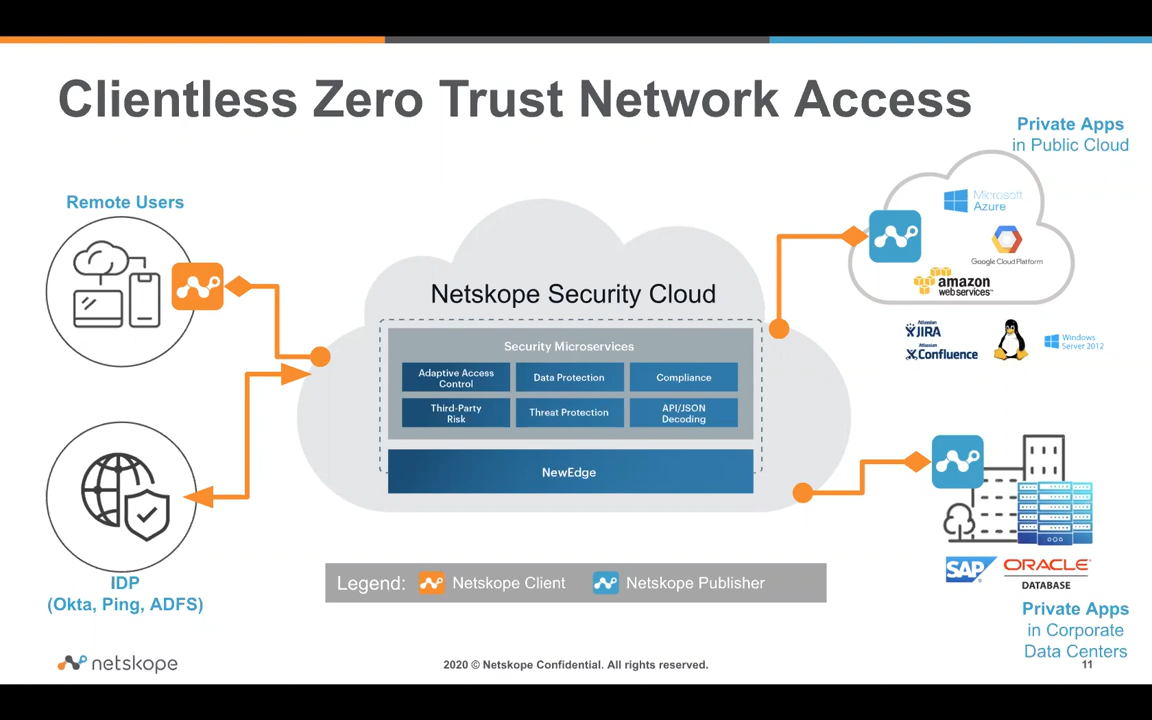 Clientless Zero Trust Network Access
Private Apps
in Public Cloud
Remote Users
Microsoft
Azure
Google Cloud Platform
amazon
web services™
Netskope Security Cloud
Security Microservices
Adaptive Access
Control
Data Protection
Compliance
Third-Party
Risk
Threat Protection
API/JSON
Decoding
NewEdge
Atlassian
JIRA
Atlassian
Confluence
Windows
Server 2012
IDP
(Okta, Ping, ADFS)
SAP
ORACLE
DATABASE
Private Apps
in Corporate
Data Centers
Legend: Netskope Client Netskope Publisher
netskope
2020 © Netskope Confidential. All rights reserved.
11